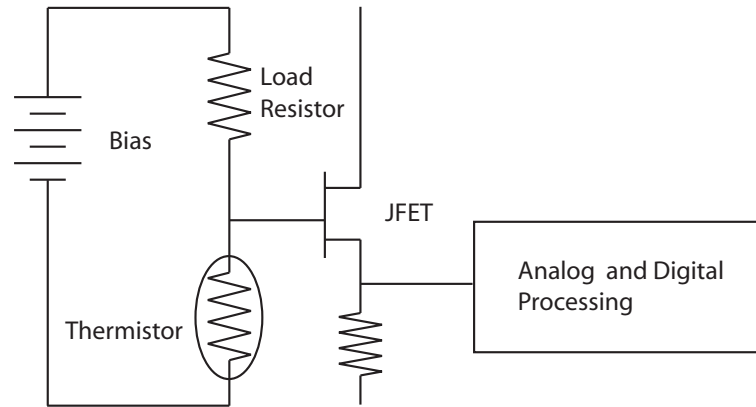 Load
Resistor
Bias
JFET
Analog and Digital
Processing
Thermistor